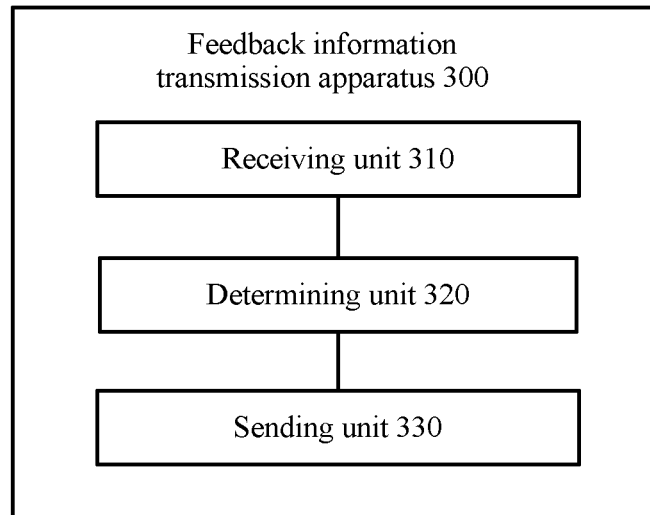 Feedback information
transmission apparatus 300
Receiving unit 310
Determining unit 320
Sending unit 330